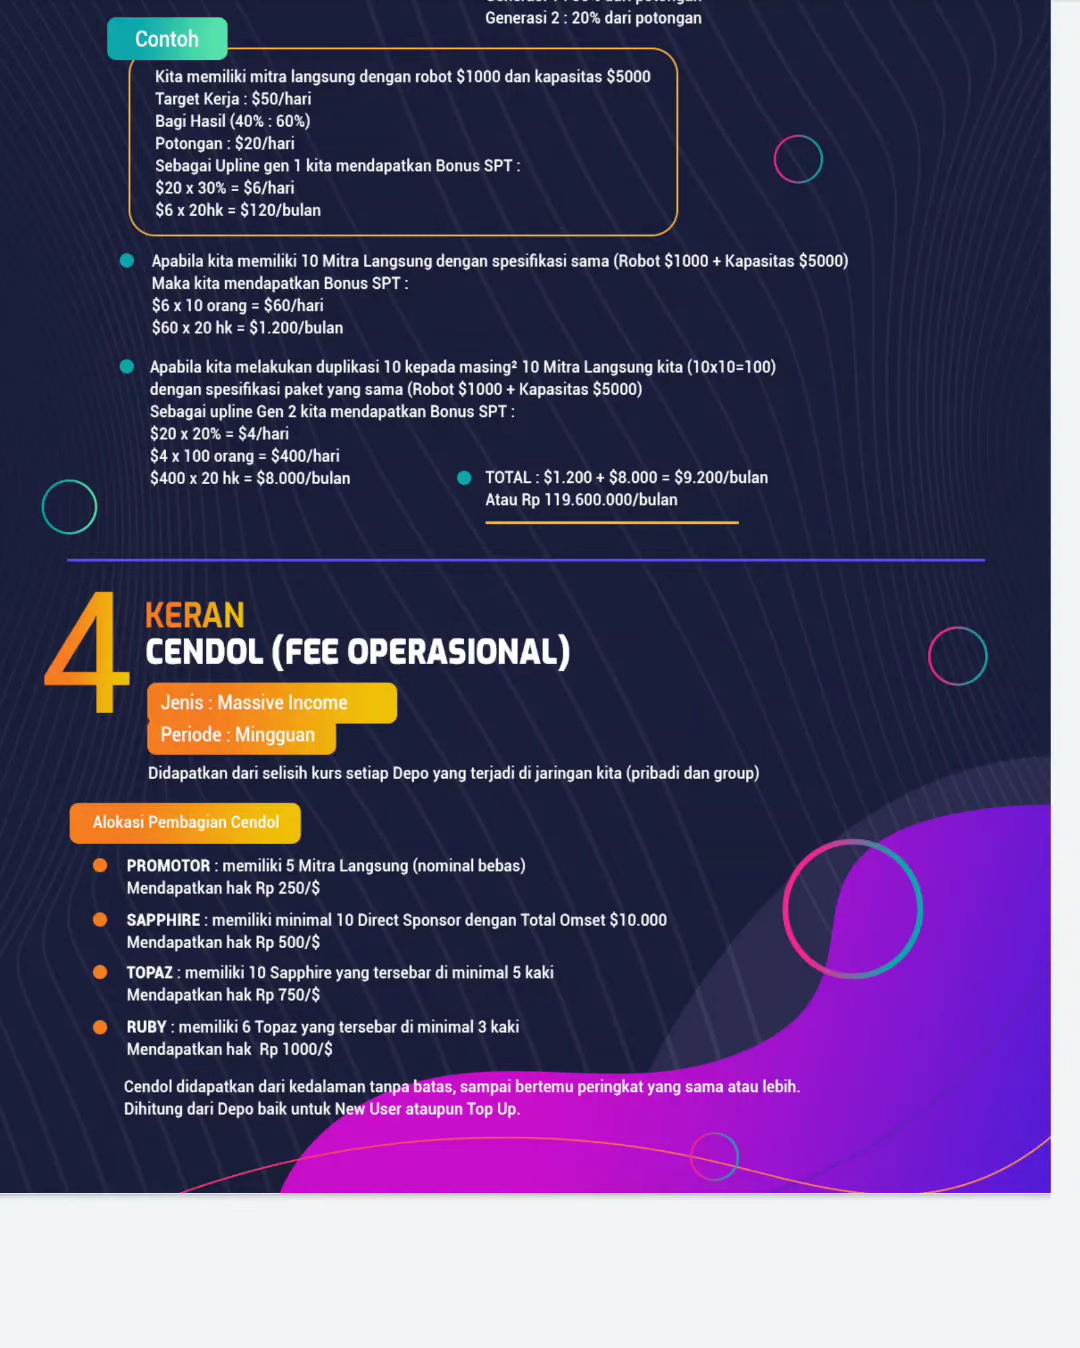 Generasi 2 : 20% dari potongan
Contoh
Kita memiliki mitra langsung dengan robot $1000 dan kapasitas $5000
Target Kerja : $50/hari
Bagi Hasil (40% : 60%)
Potongan : $20/hari
Sebagai Upline gen 1 kita mendapatkan Bonus SPT :
$20 x 30% = $6/hari
$6 x 20hk = $120/bulan
Apabila kita memiliki 10 Mitra Langsung dengan spesifikasi sama (Robot $1000 + Kapasitas $5000)
Maka kita mendapatkan Bonus SPT :
$6 x 10 orang = $60/hari
$60 x 20 hk = $1.200/bulan
Apabila kita melakukan duplikasi 10 kepada masing² 10 Mitra Langsung kita (10x10=100)
dengan spesifikasi paket yang sama (Robot $1000 + Kapasitas $5000)
Sebagai upline Gen 2 kita mendapatkan Bonus SPT :
$20 x 20% = $4/hari
$4 x 100 orang = $400/hari
$400 x 20 hk = $8.000/bulan
TOTAL : $1.200 + $8.000 = $9.200/bulan
Atau Rp 119.600.000/bulan
4
KERAN
CENDOL (FEE OPERASIONAL)
Jenis : Massive Income
Periode : Mingguan
Didapatkan dari selisih kurs setiap Depo yang terjadi di jaringan kita (pribadi dan group)
Alokasi Pembagian Cendol
PROMOTOR : memiliki 5 Mitra Langsung (nominal bebas)
Mendapatkan hak Rp 250/$
SAPPHIRE : memiliki minimal 10 Direct Sponsor dengan Total Omset $10.000
Mendapatkan hak Rp 500/$
TOPAZ : memiliki 10 Sapphire yang tersebar di minimal 5 kaki
Mendapatkan hak Rp 750/$
RUBY : memiliki 6 Topaz yang tersebar di minimal 3 kaki
Mendapatkan hak Rp 1000/$
Cendol didapatkan dari kedalaman tanpa batas, sampai bertemu peringkat yang sama atau lebih.
Dihitung dari Depo baik untuk New User ataupun Top Up.